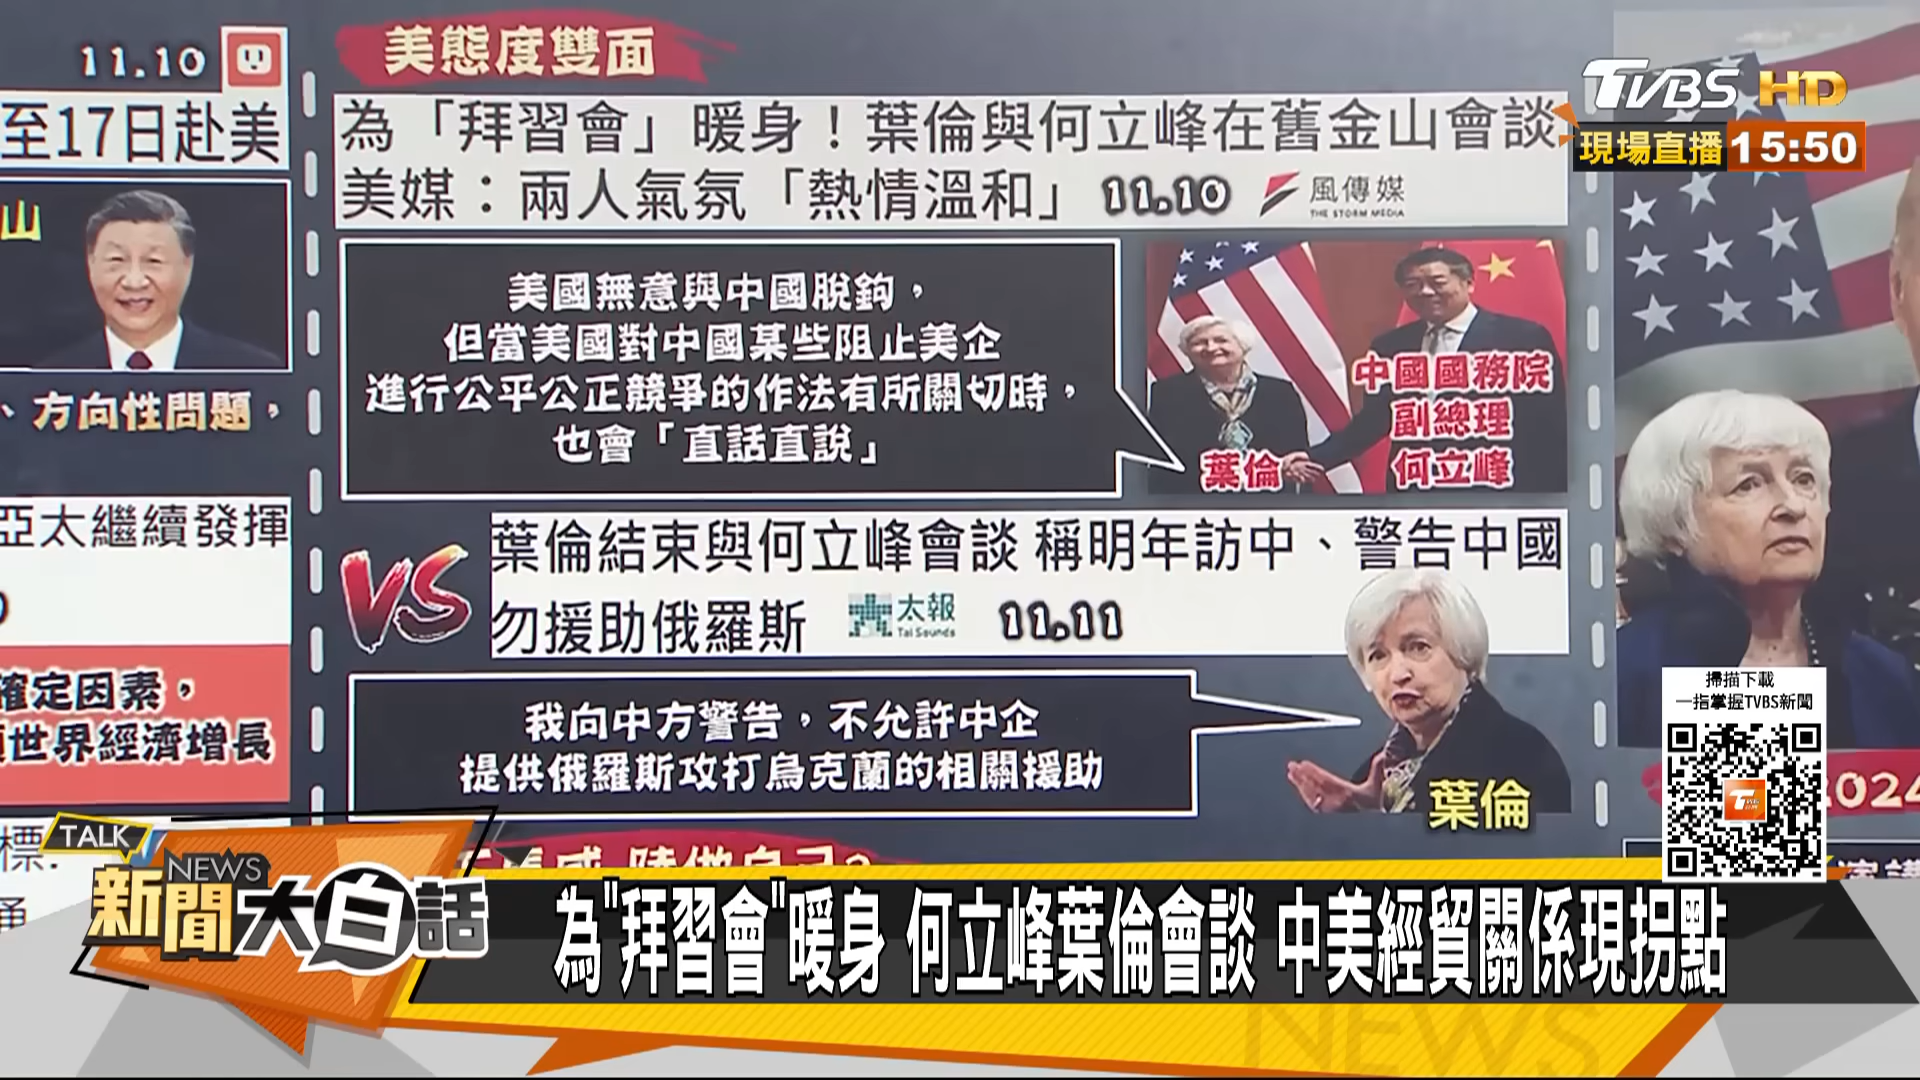 11.10
至17日赴美
山
、方向性問題，
亞太繼續發揮
確定因素，
世界經濟增長
標.
通
美態度雙面
為「拜習會」暖身！葉倫與何立峰在舊金山會談
美媒：兩人氣氛「熱情溫和」 11.10 風傳媒
THE STORM MEDIA
美國無意與中國脫鉤，
但當美國對中國某些阻止美企
進行公平公正競爭的作法有所關切時，
也會「直話直說」
葉倫
中國國務院
副總理
何立峰
VS
葉倫結束與何立峰會談 稱明年訪中、警告中國
勿援助俄羅斯 太報 11.11
Tai Sounds
我向中方警告，不允許中企
提供俄羅斯攻打烏克蘭的相關援助
葉倫
TVBS HD
現場直播 15:50
掃描下載
一指掌握TVBS新聞
2024
TALK
NEWS
新聞大白話
為"拜習會"暖身 何立峰葉倫會談 中美經貿關係現拐點
NEWS